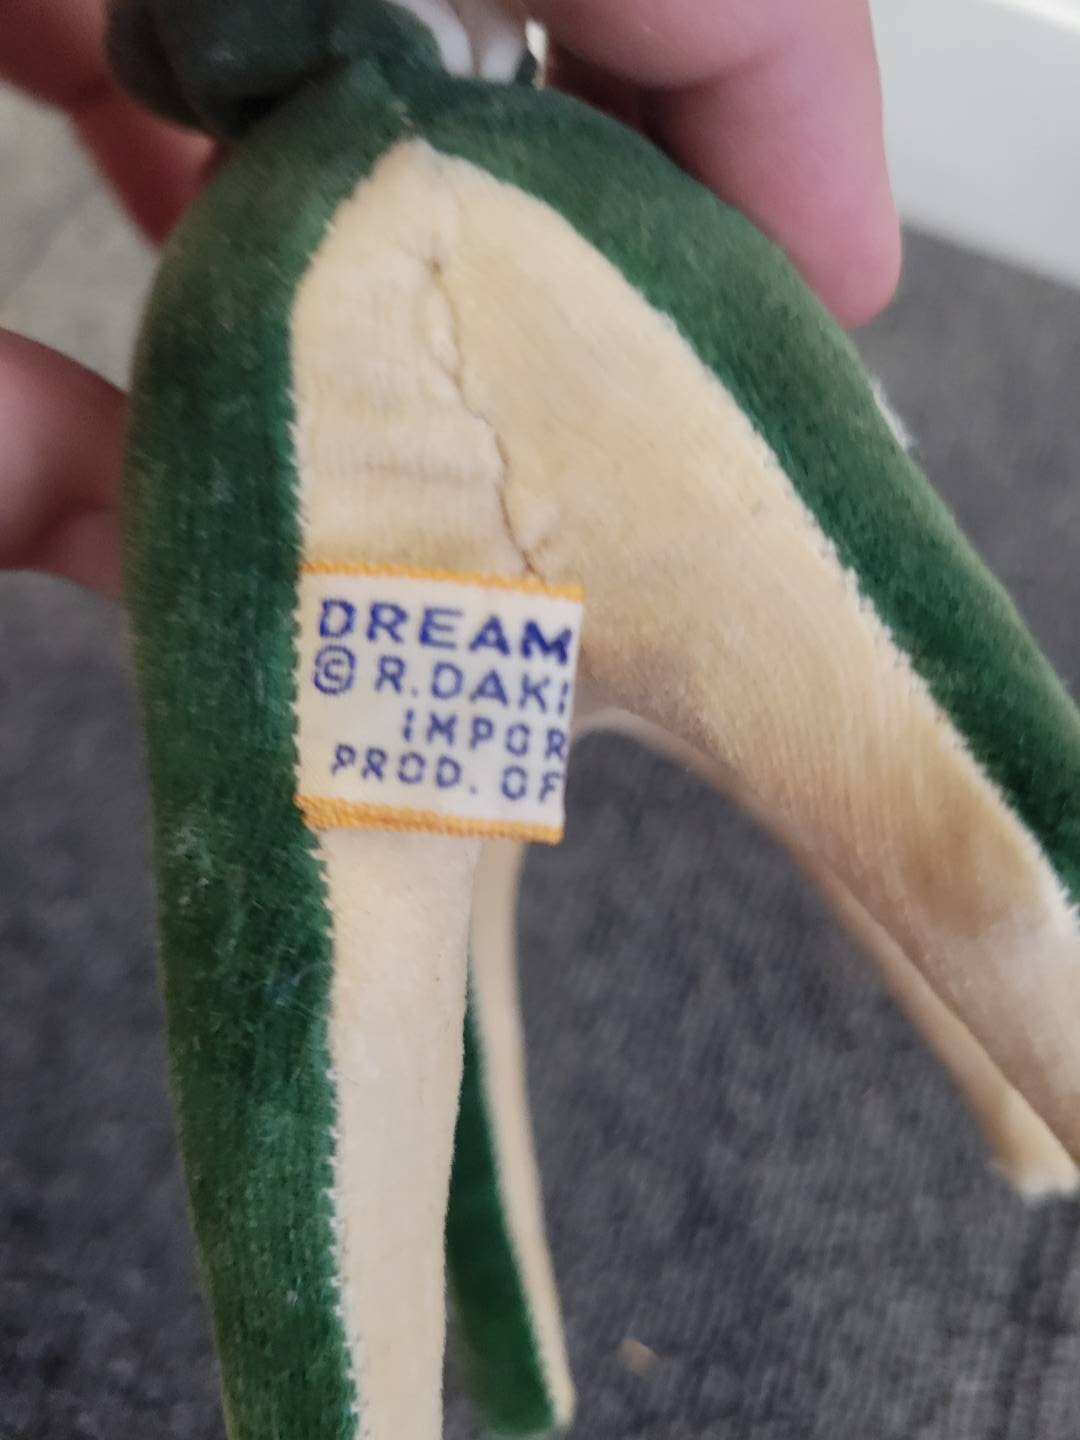 DREAM
© R.DAKI
IMPOR
PROD. OF